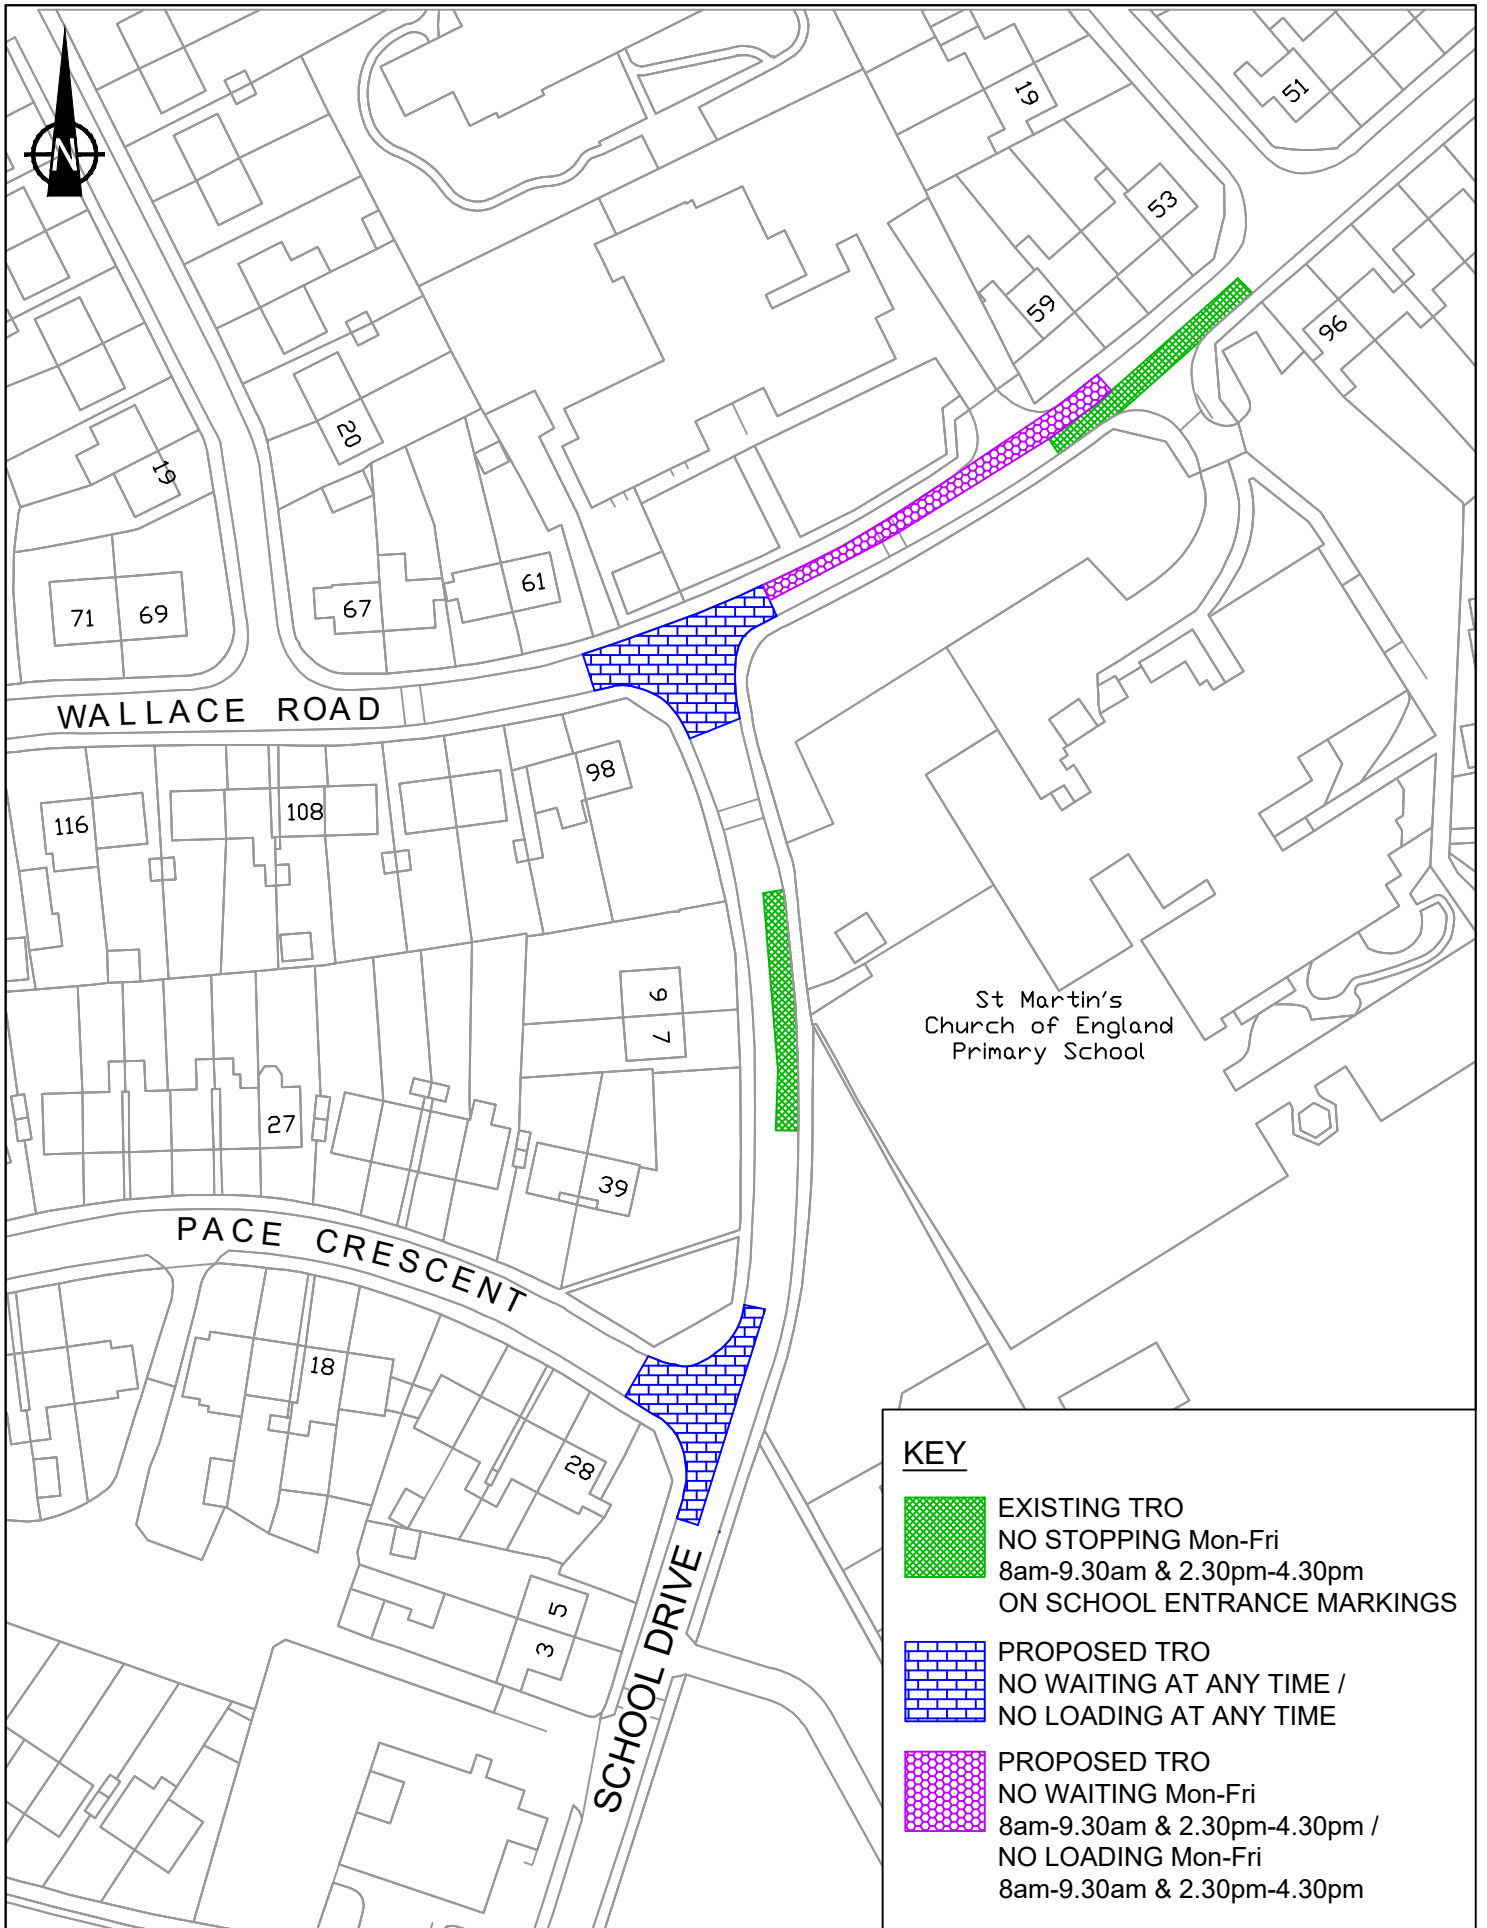 N
19
51
53
59
96
20
19
61
67
71
69
WALLACE ROAD
98
108
116
9
7
St Martin's
Church of England
Primary School
27
39
PACE CRESCENT
18
28
5
3
SCHOOL DRIVE
KEY
EXISTING TRO
NO STOPPING Mon-Fri
8am-9.30am & 2.30pm-4.30pm
ON SCHOOL ENTRANCE MARKINGS
PROPOSED TRO
NO WAITING AT ANY TIME /
NO LOADING AT ANY TIME
PROPOSED TRO
NO WAITING Mon-Fri
8am-9.30am & 2.30pm-4.30pm /
NO LOADING Mon-Fri
8am-9.30am & 2.30pm-4.30pm